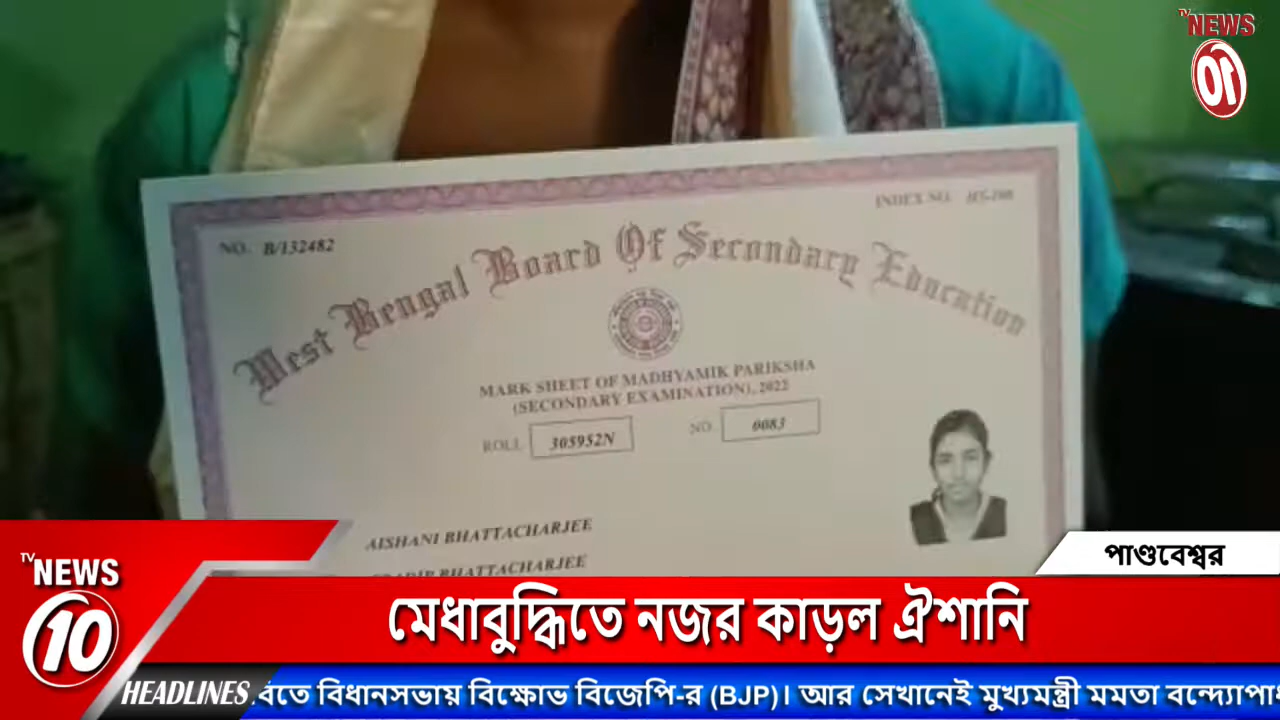 TV NEWS
10
NO. B/132482
INDEX NO.
West Bengal Board Of Secondary Education
MARK SHEET OF MADHYAMIK PARIKSHA
(SECONDARY EXAMINATION), 2022
ROLL 305952N NO 0083
AISHANI BHATTACHARJEE
BHATTACHARJEE
পাণ্ডবেশ্বর
TV NEWS
10
মেধাবুদ্ধিতে নজর কাড়ল ঐশানি
HEADLINES
বিধানসভায় বিক্ষোভ বিজেপি-র (BJP)। আর সেখানেই মুখ্যমন্ত্রী মমতা